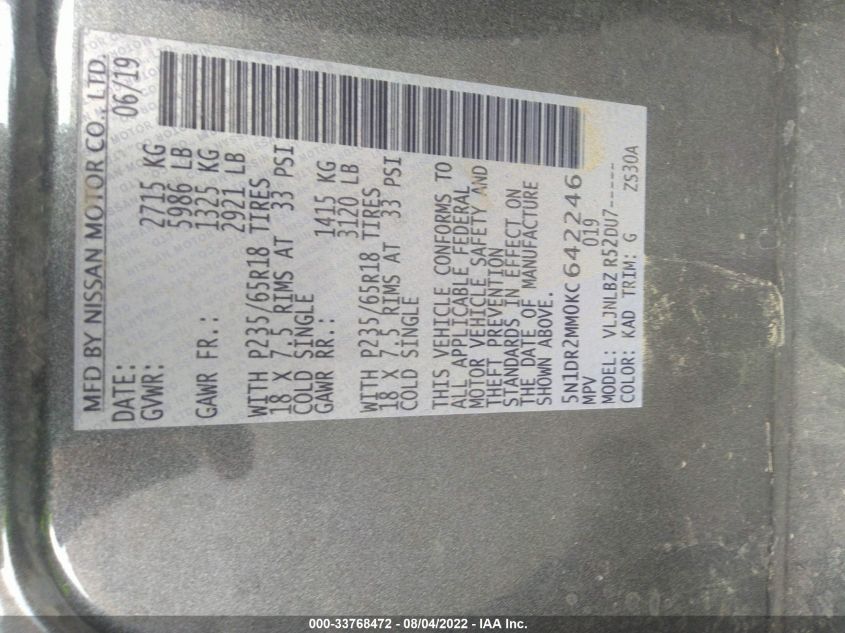 MFD BY NISSAN MOTOR CO., LTD.
DATE: 06/19
GVWR: 2715 KG
5986 LB
GAWR FR.: 1325 KG
2921 LB
WITH P235/65R18 TIRES
18 X 7.5 RIMS AT 33 PSI
COLD SINGLE
GAWR RR.: 1415 KG
3120 LB
WITH P235/65R18 TIRES
18 X 7.5 RIMS AT 33 PSI
COLD SINGLE
THIS VEHICLE CONFORMS TO
ALL APPLICABLE FEDERAL
MOTOR VEHICLE SAFETY AND
THEFT PREVENTION
STANDARDS IN EFFECT ON
THE DATE OF MANUFACTURE
SHOWN ABOVE.
5N1DR2MM0KC642246
MPV 019
MODEL: VLJNLBZ R52DU7-----
COLOR: KAD TRIM: G ZS30A
000-33768472 - 08/04/2022 - IAA Inc.